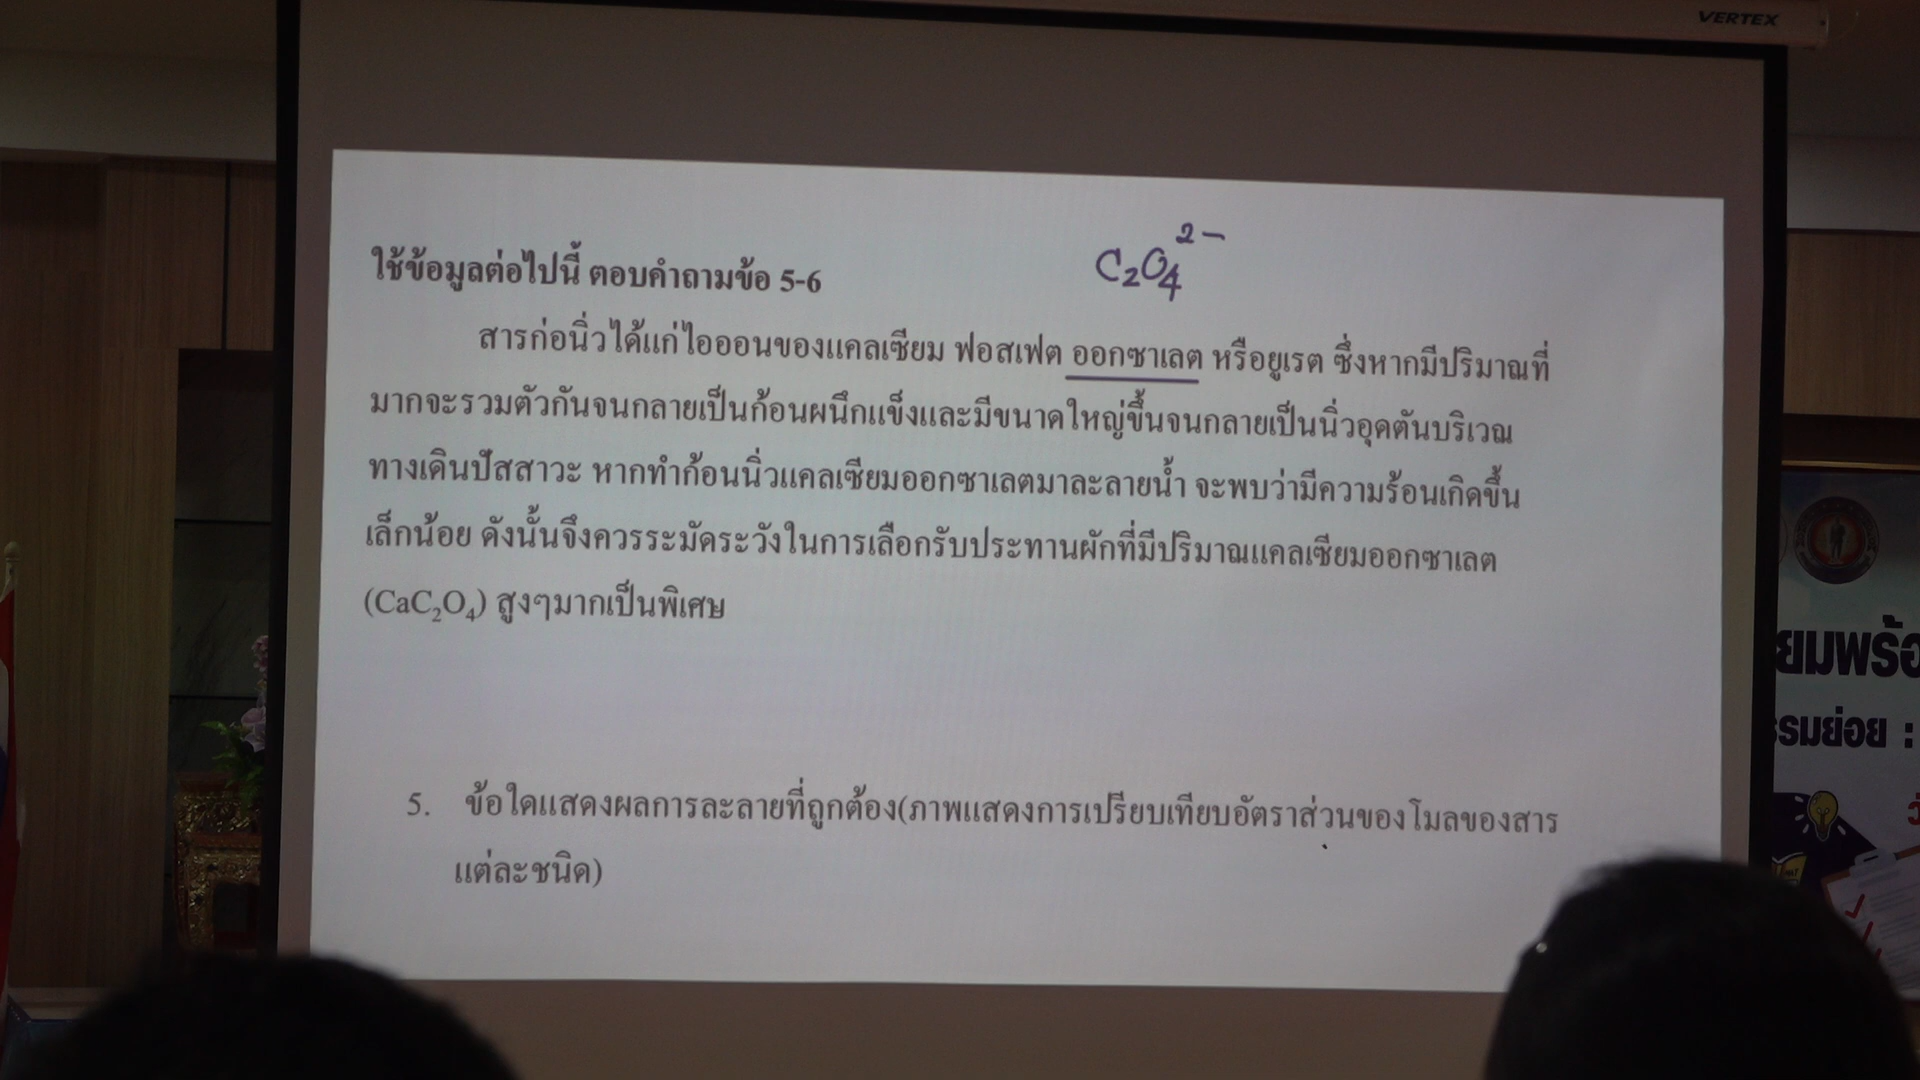 VERTEX
C₂O₄²⁻
ใช้ข้อมูลต่อไปนี้ ตอบคำถามข้อ 5-6
สารก่อนิ่วได้แก่ไอออนของแคลเซียม ฟอสเฟต ออกซาเลต หรือยูเรต ซึ่งหากมีปริมาณที่
มากจะรวมตัวกันจนกลายเป็นก้อนผนึกแข็งและมีขนาดใหญ่ขึ้นจนกลายเป็นนิ่วอุดตันบริเวณ
ทางเดินปัสสาวะ หากทำก้อนนิ่วแคลเซียมออกซาเลตมาละลายน้ำ จะพบว่ามีความร้อนเกิดขึ้น
เล็กน้อย ดังนั้นจึงควรระมัดระวังในการเลือกรับประทานผักที่มีปริมาณแคลเซียมออกซาเลต
(CaC₂O₄) สูงๆมากเป็นพิเศษ
5. ข้อใดแสดงผลการละลายที่ถูกต้อง(ภาพแสดงการเปรียบเทียบอัตราส่วนของโมลของสาร
แต่ละชนิด)
ยมพร้อ
รรมย่อย :